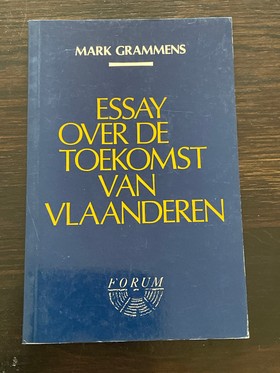 MARK GRAMMENS
ESSAY
OVER DE
TOEKOMST
VAN
VLAANDEREN
FORUM